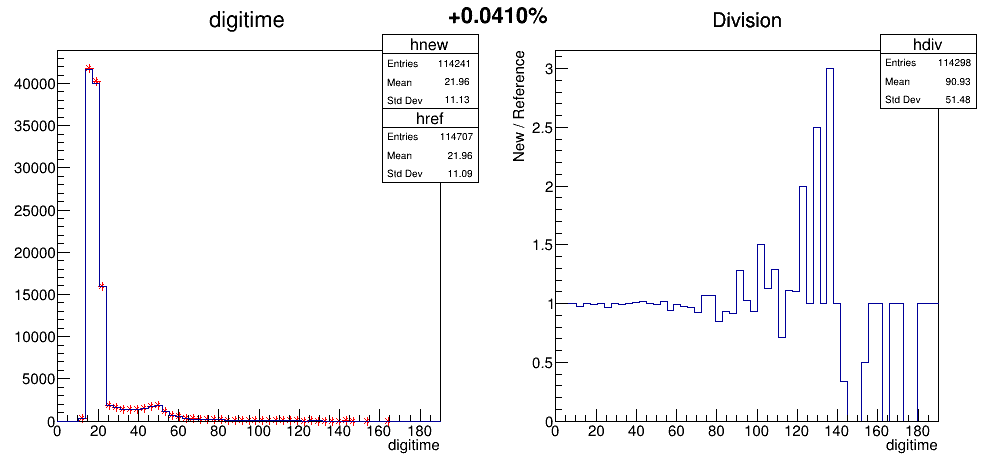 +0.0410%
digitime
hnew
Entries 114241
Mean 21.96
Std Dev 11.13
href
Entries 114707
Mean 21.96
Std Dev 11.09
40000
35000
30000
25000
20000
15000
10000
5000
0
0 20 40 60 80 100 120 140 160 180
digitime
Division
hdiv
Entries 114298
Mean 90.93
Std Dev 51.48
New / Reference
3
2.5
2
1.5
1
0.5
0
0 20 40 60 80 100 120 140 160 180
digitime